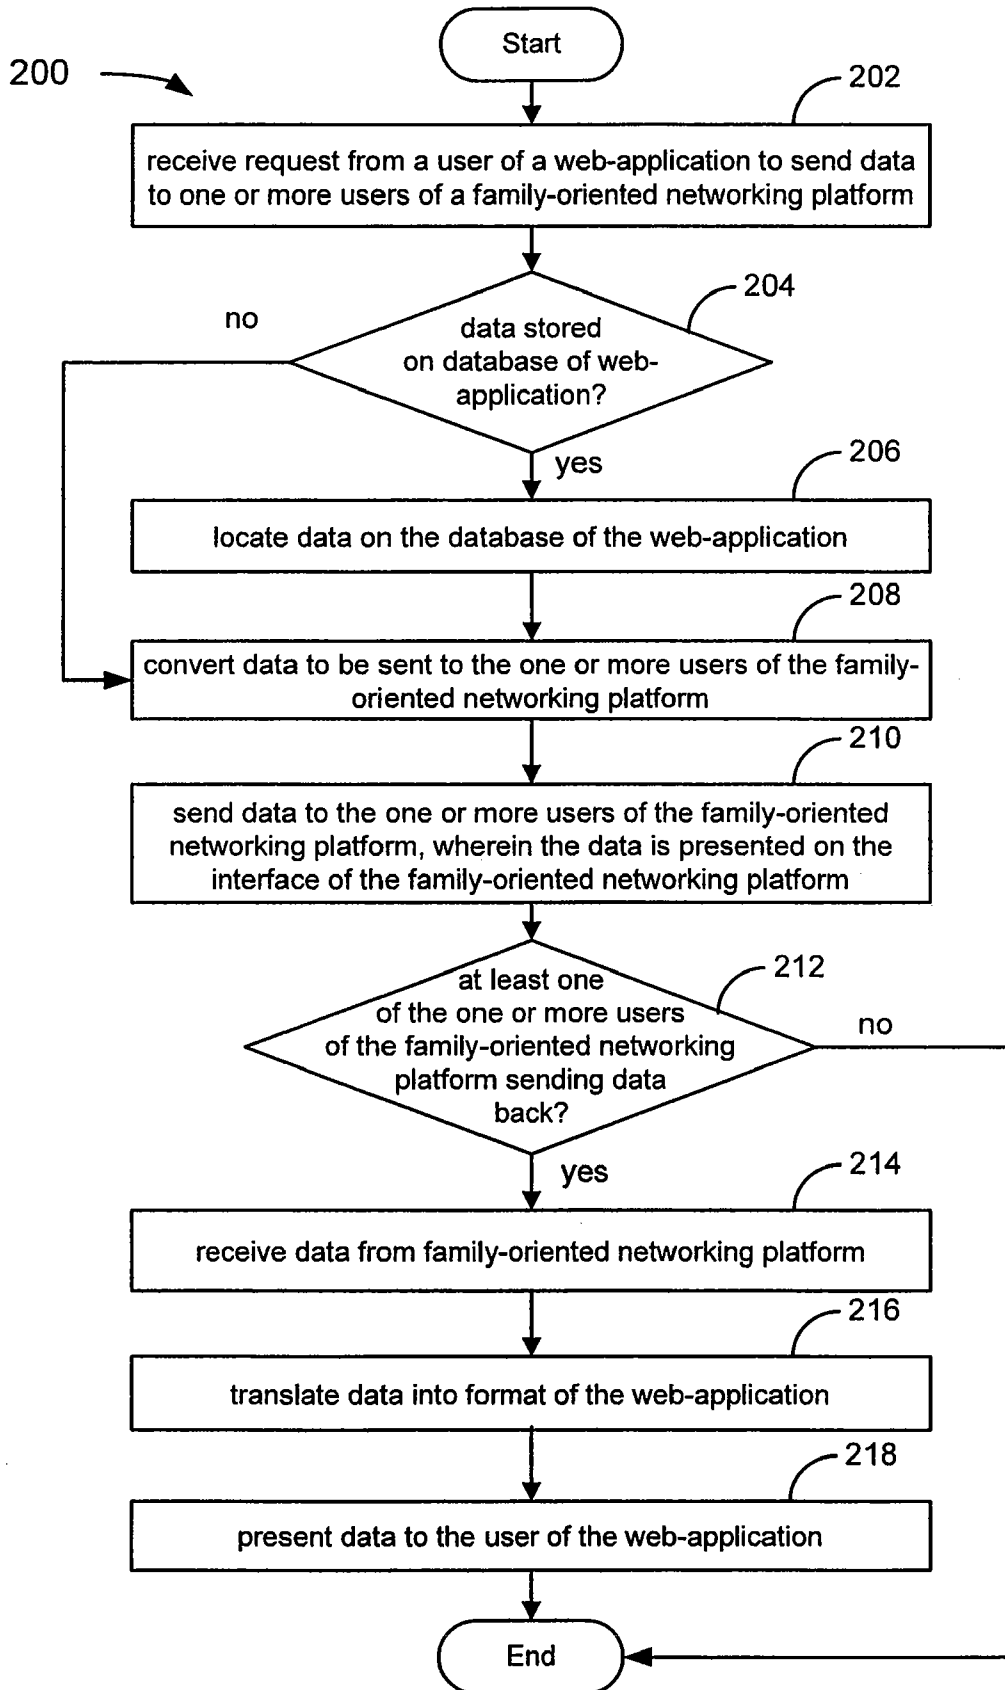 Start
200
202
receive request from a user of a web-application to send data
to one or more users of a family-oriented networking platform
204
no
data stored
on database of web-
application?
yes
206
locate data on the database of the web-application
208
convert data to be sent to the one or more users of the family-
oriented networking platform
210
send data to the one or more users of the family-oriented
networking platform, wherein the data is presented on the
interface of the family-oriented networking platform
212
at least one
of the one or more users
of the family-oriented networking
platform sending data
back?
no
yes
214
receive data from family-oriented networking platform
216
translate data into format of the web-application
218
present data to the user of the web-application
End